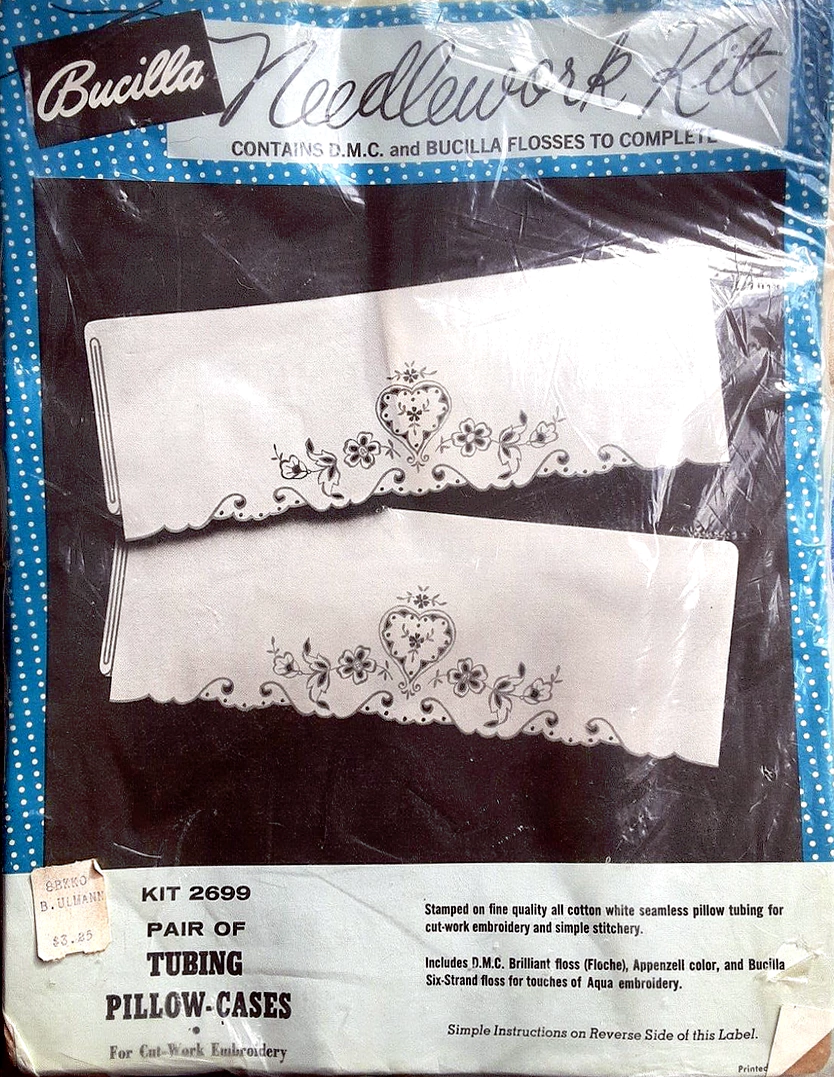 Bucilla
Needlework Kit
CONTAINS D.M.C. and BUCILLA FLOSSES TO COMPLETE
B. ULMANN
$3.25
KIT 2699
PAIR OF
TUBING
PILLOW-CASES
For Cut-Work Embroidery
Stamped on fine quality all cotton white seamless pillow tubing for
cut-work embroidery and simple stitchery.
Includes D.M.C. Brilliant floss (Floche), Appenzell color, and Bucilla
Six-Strand floss for touches of Aqua embroidery.
Simple Instructions on Reverse Side of this Label.
Printed